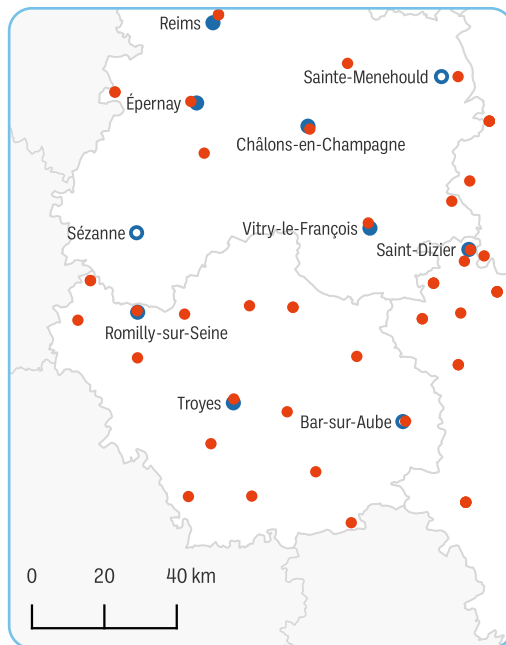 Reims
Sainte-Menehould
Épernay
Châlons-en-Champagne
Sézanne
Vitry-le-François
Saint-Dizier
Romilly-sur-Seine
Troyes
Bar-sur-Aube
0 20 40 km